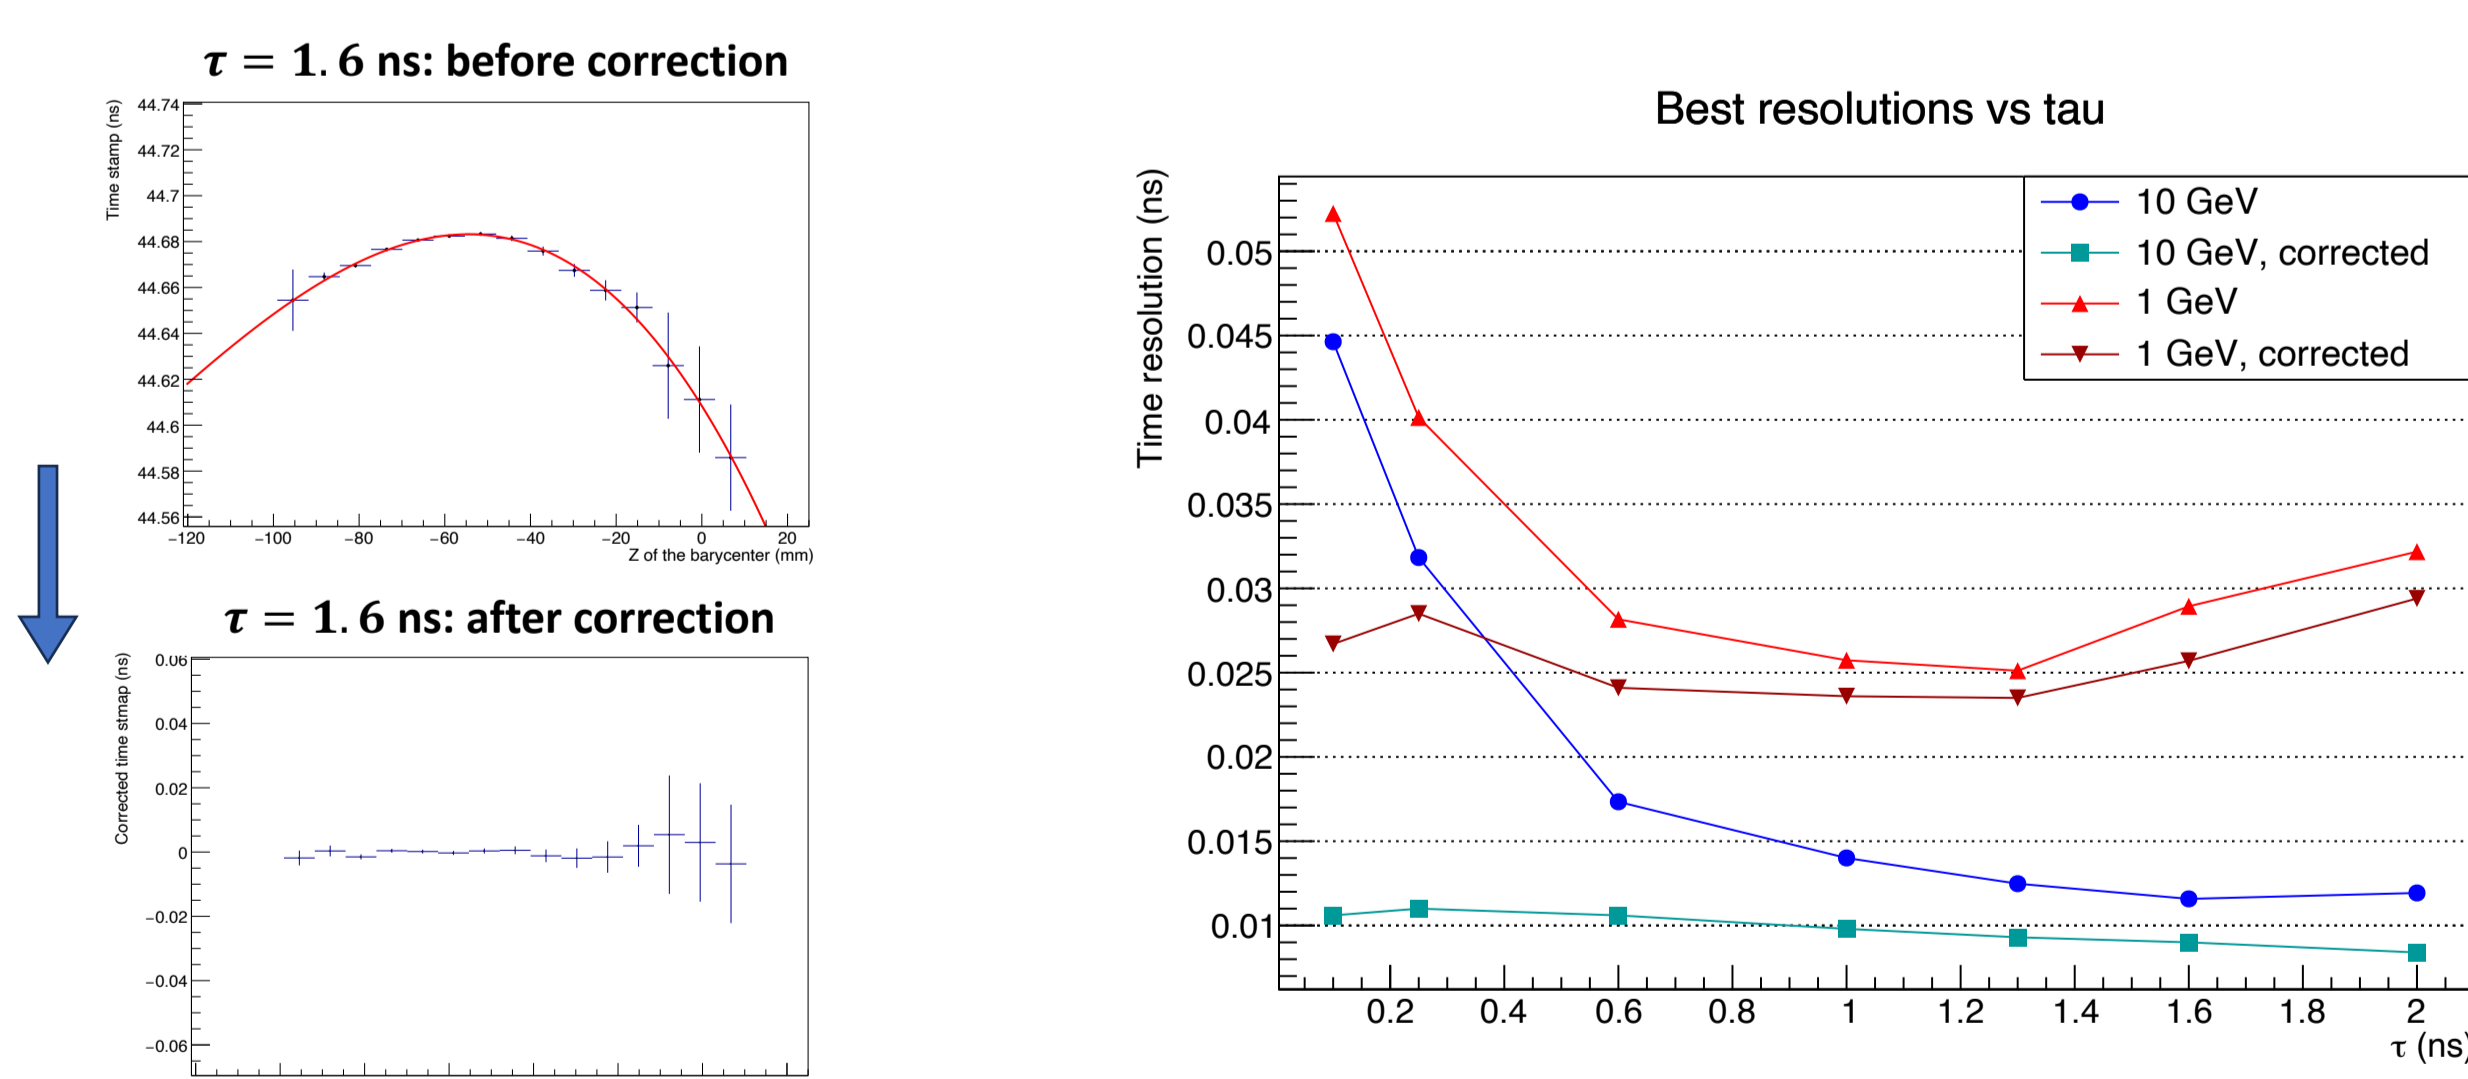 τ = 1.6 ns: before correction
Time stamp (ns)
44.74
44.72
44.7
44.68
44.66
44.64
44.62
44.6
44.58
44.56
−120 −100 −80 −60 −40 −20 0 20
Z of the barycenter (mm)
τ = 1.6 ns: after correction
Corrected time stmap (ns)
0.06
0.04
0.02
0
−0.02
−0.04
−0.06
Best resolutions vs tau
Time resolution (ns)
10 GeV
10 GeV, corrected
1 GeV
1 GeV, corrected
0.05
0.045
0.04
0.035
0.03
0.025
0.02
0.015
0.01
0.2 0.4 0.6 0.8 1 1.2 1.4 1.6 1.8 2
τ (ns)